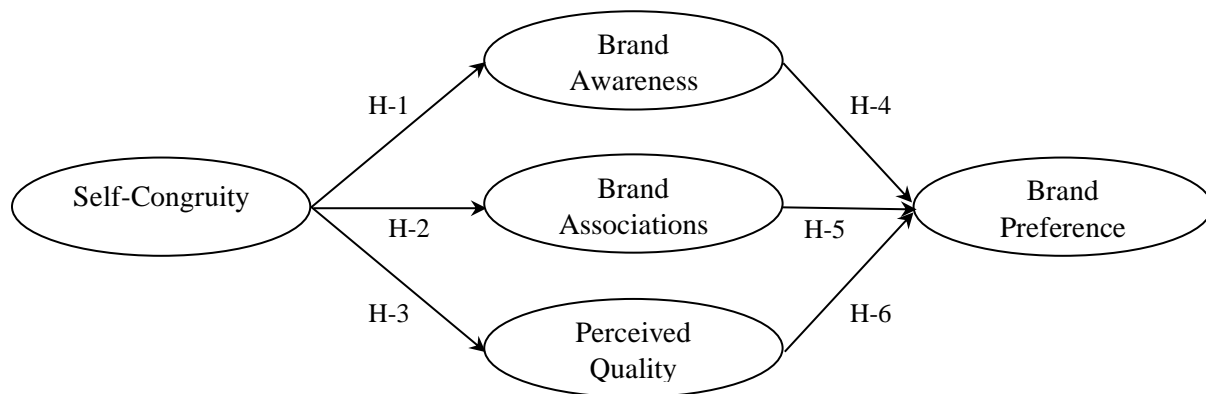 Brand
Awareness
H-1
H-4
Self-Congruity
Brand
Associations
Brand
Preference
H-2
H-5
H-3
H-6
Perceived
Quality